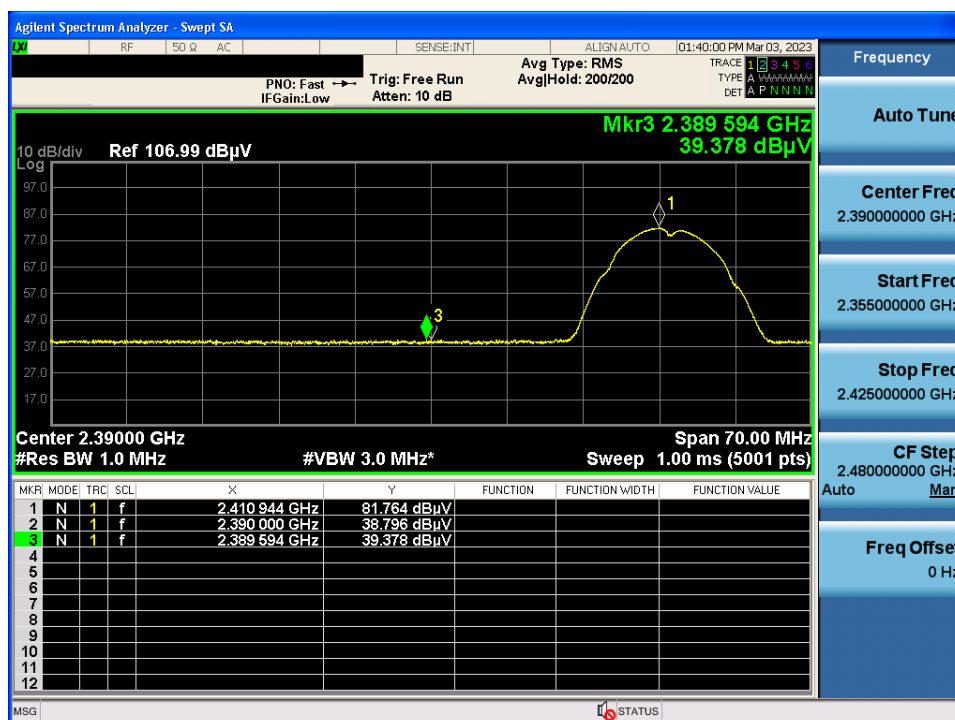 Agilent Spectrum Analyzer - Swept SA
LXI RF 50 Ω AC SENSE:INT ALIGN AUTO 01:40:00 PM Mar 03, 2023
PNO: Fast
IFGain:Low
Trig: Free Run
Atten: 10 dB
Avg Type: RMS
Avg|Hold: 200/200
TRACE 1 2 3 4 5 6
TYPE A WWWWW
DET A P N N N N
Mkr3 2.389 594 GHz
39.378 dBµV
10 dB/div Ref 106.99 dBµV
Log
97.0
87.0
77.0
67.0
57.0
47.0
37.0
27.0
17.0
1
3
Center 2.39000 GHz Span 70.00 MHz
#Res BW 1.0 MHz #VBW 3.0 MHz* Sweep 1.00 ms (5001 pts)
MKR MODE TRC SCL X Y FUNCTION FUNCTION WIDTH FUNCTION VALUE
1 N 1 f 2.410 944 GHz 81.764 dBµV
2 N 1 f 2.390 000 GHz 38.796 dBµV
3 N 1 f 2.389 594 GHz 39.378 dBµV
4
5
6
7
8
9
10
11
12
MSG STATUS
Frequency
Auto Tune
Center Freq
2.390000000 GHz
Start Freq
2.355000000 GHz
Stop Freq
2.425000000 GHz
CF Step
2.480000000 GHz
Auto Man
Freq Offset
0 Hz